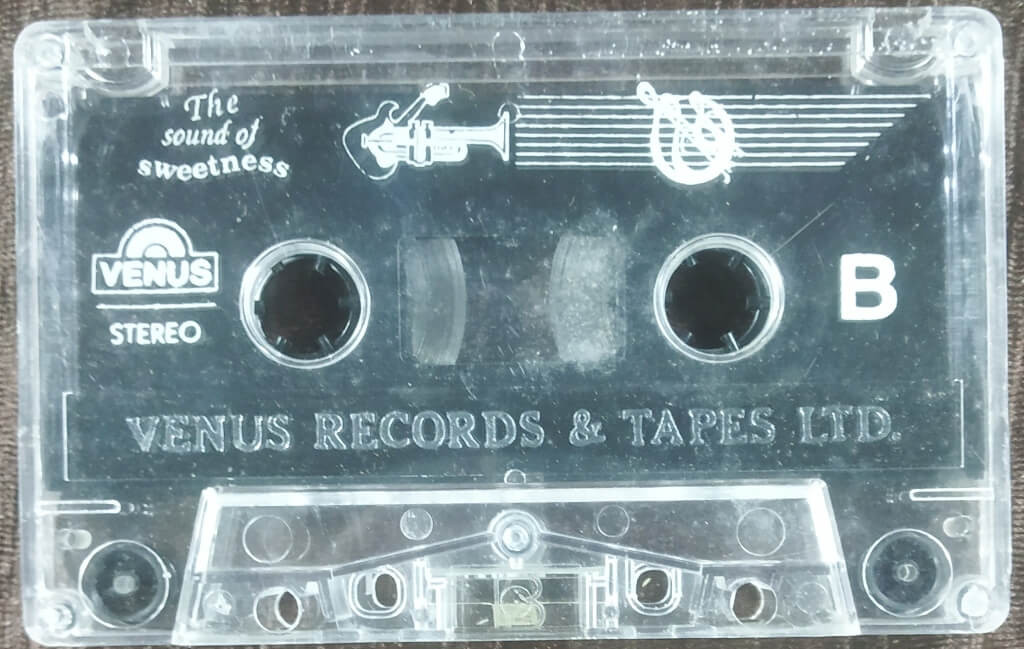 The
sound of
sweetness
VENUS
STEREO
B
VENUS RECORDS & TAPES LTD.
B